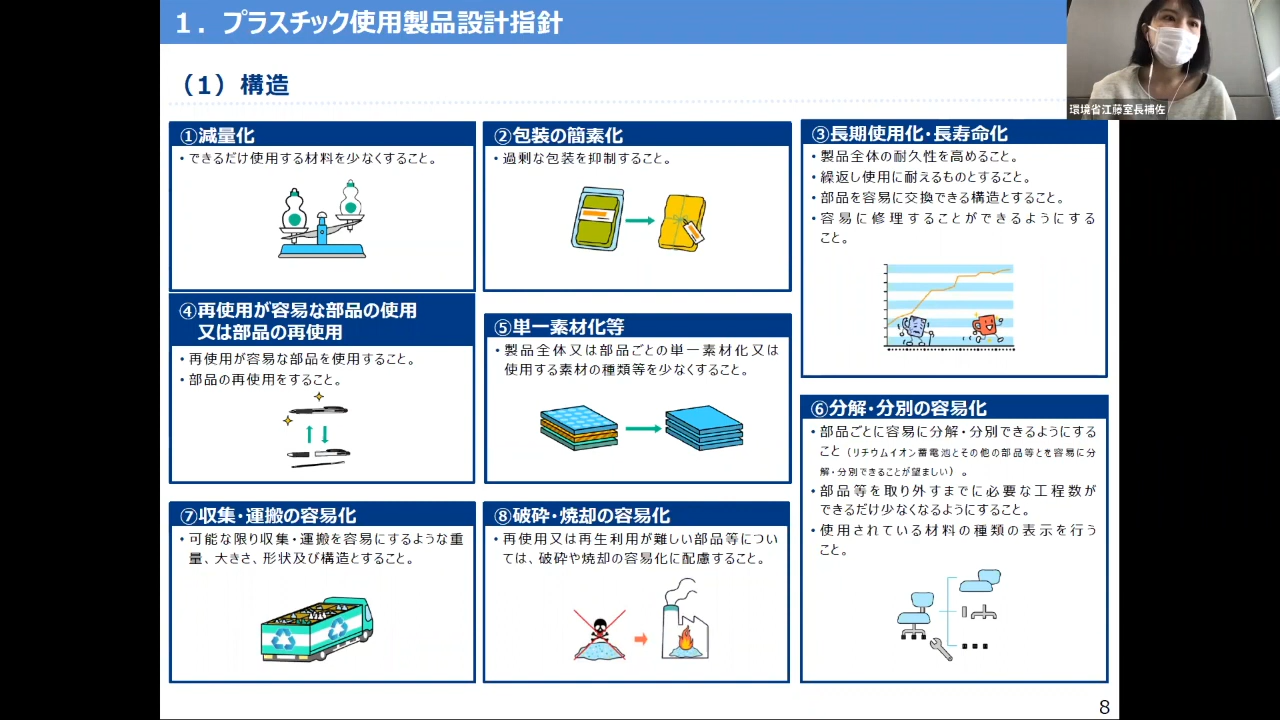 1．プラスチック使用製品設計指針
環境省江藤室長補佐
（1）構造
①減量化
・できるだけ使用する材料を少なくすること。
②包装の簡素化
・過剰な包装を抑制すること。
③長期使用化・長寿命化
・製品全体の耐久性を高めること。
・繰返し使用に耐えるものとすること。
・部品を容易に交換できる構造とすること。
・容易に修理することができるようにする
こと。
④再使用が容易な部品の使用
又は部品の再使用
・再使用が容易な部品を使用すること。
・部品の再使用をすること。
⑤単一素材化等
・製品全体又は部品ごとの単一素材化又は
使用する素材の種類等を少なくすること。
⑥分解・分別の容易化
・部品ごとに容易に分解・分別できるようにする
こと（リチウムイオン蓄電池とその他の部品等とを容易に分
解・分別できることが望ましい）。
・部品等を取り外すまでに必要な工程数が
できるだけ少なくなるようにすること。
・使用されている材料の種類の表示を行う
こと。
⑦収集・運搬の容易化
・可能な限り収集・運搬を容易にするような重
量、大きさ、形状及び構造とすること。
⑧破砕・焼却の容易化
・再使用又は再生利用が難しい部品等につい
ては、破砕や焼却の容易化に配慮すること。
8